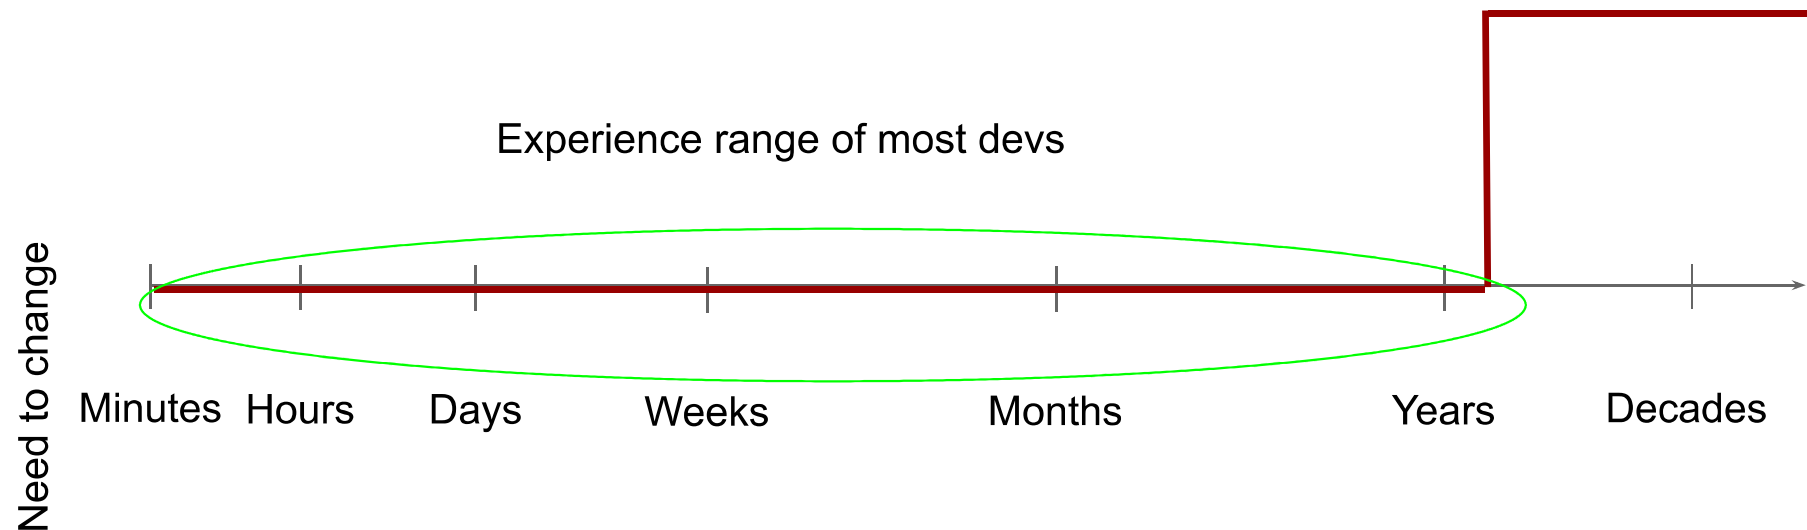 Experience range of most devs
Need to change
Minutes Hours Days Weeks Months Years Decades